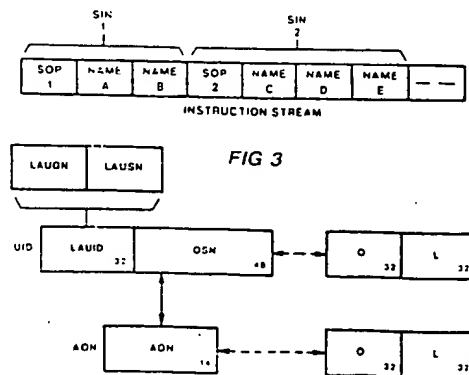 SIN
1
SIN
2
SOP
1
NAME
A
NAME
B
SOP
2
NAME
C
NAME
D
NAME
E
INSTRUCTION STREAM
FIG 3
LAUGN
LAUSN
UID
LAUID
32
OSN
48
O
32
L
32
AON
AON
14
O
32
L
32